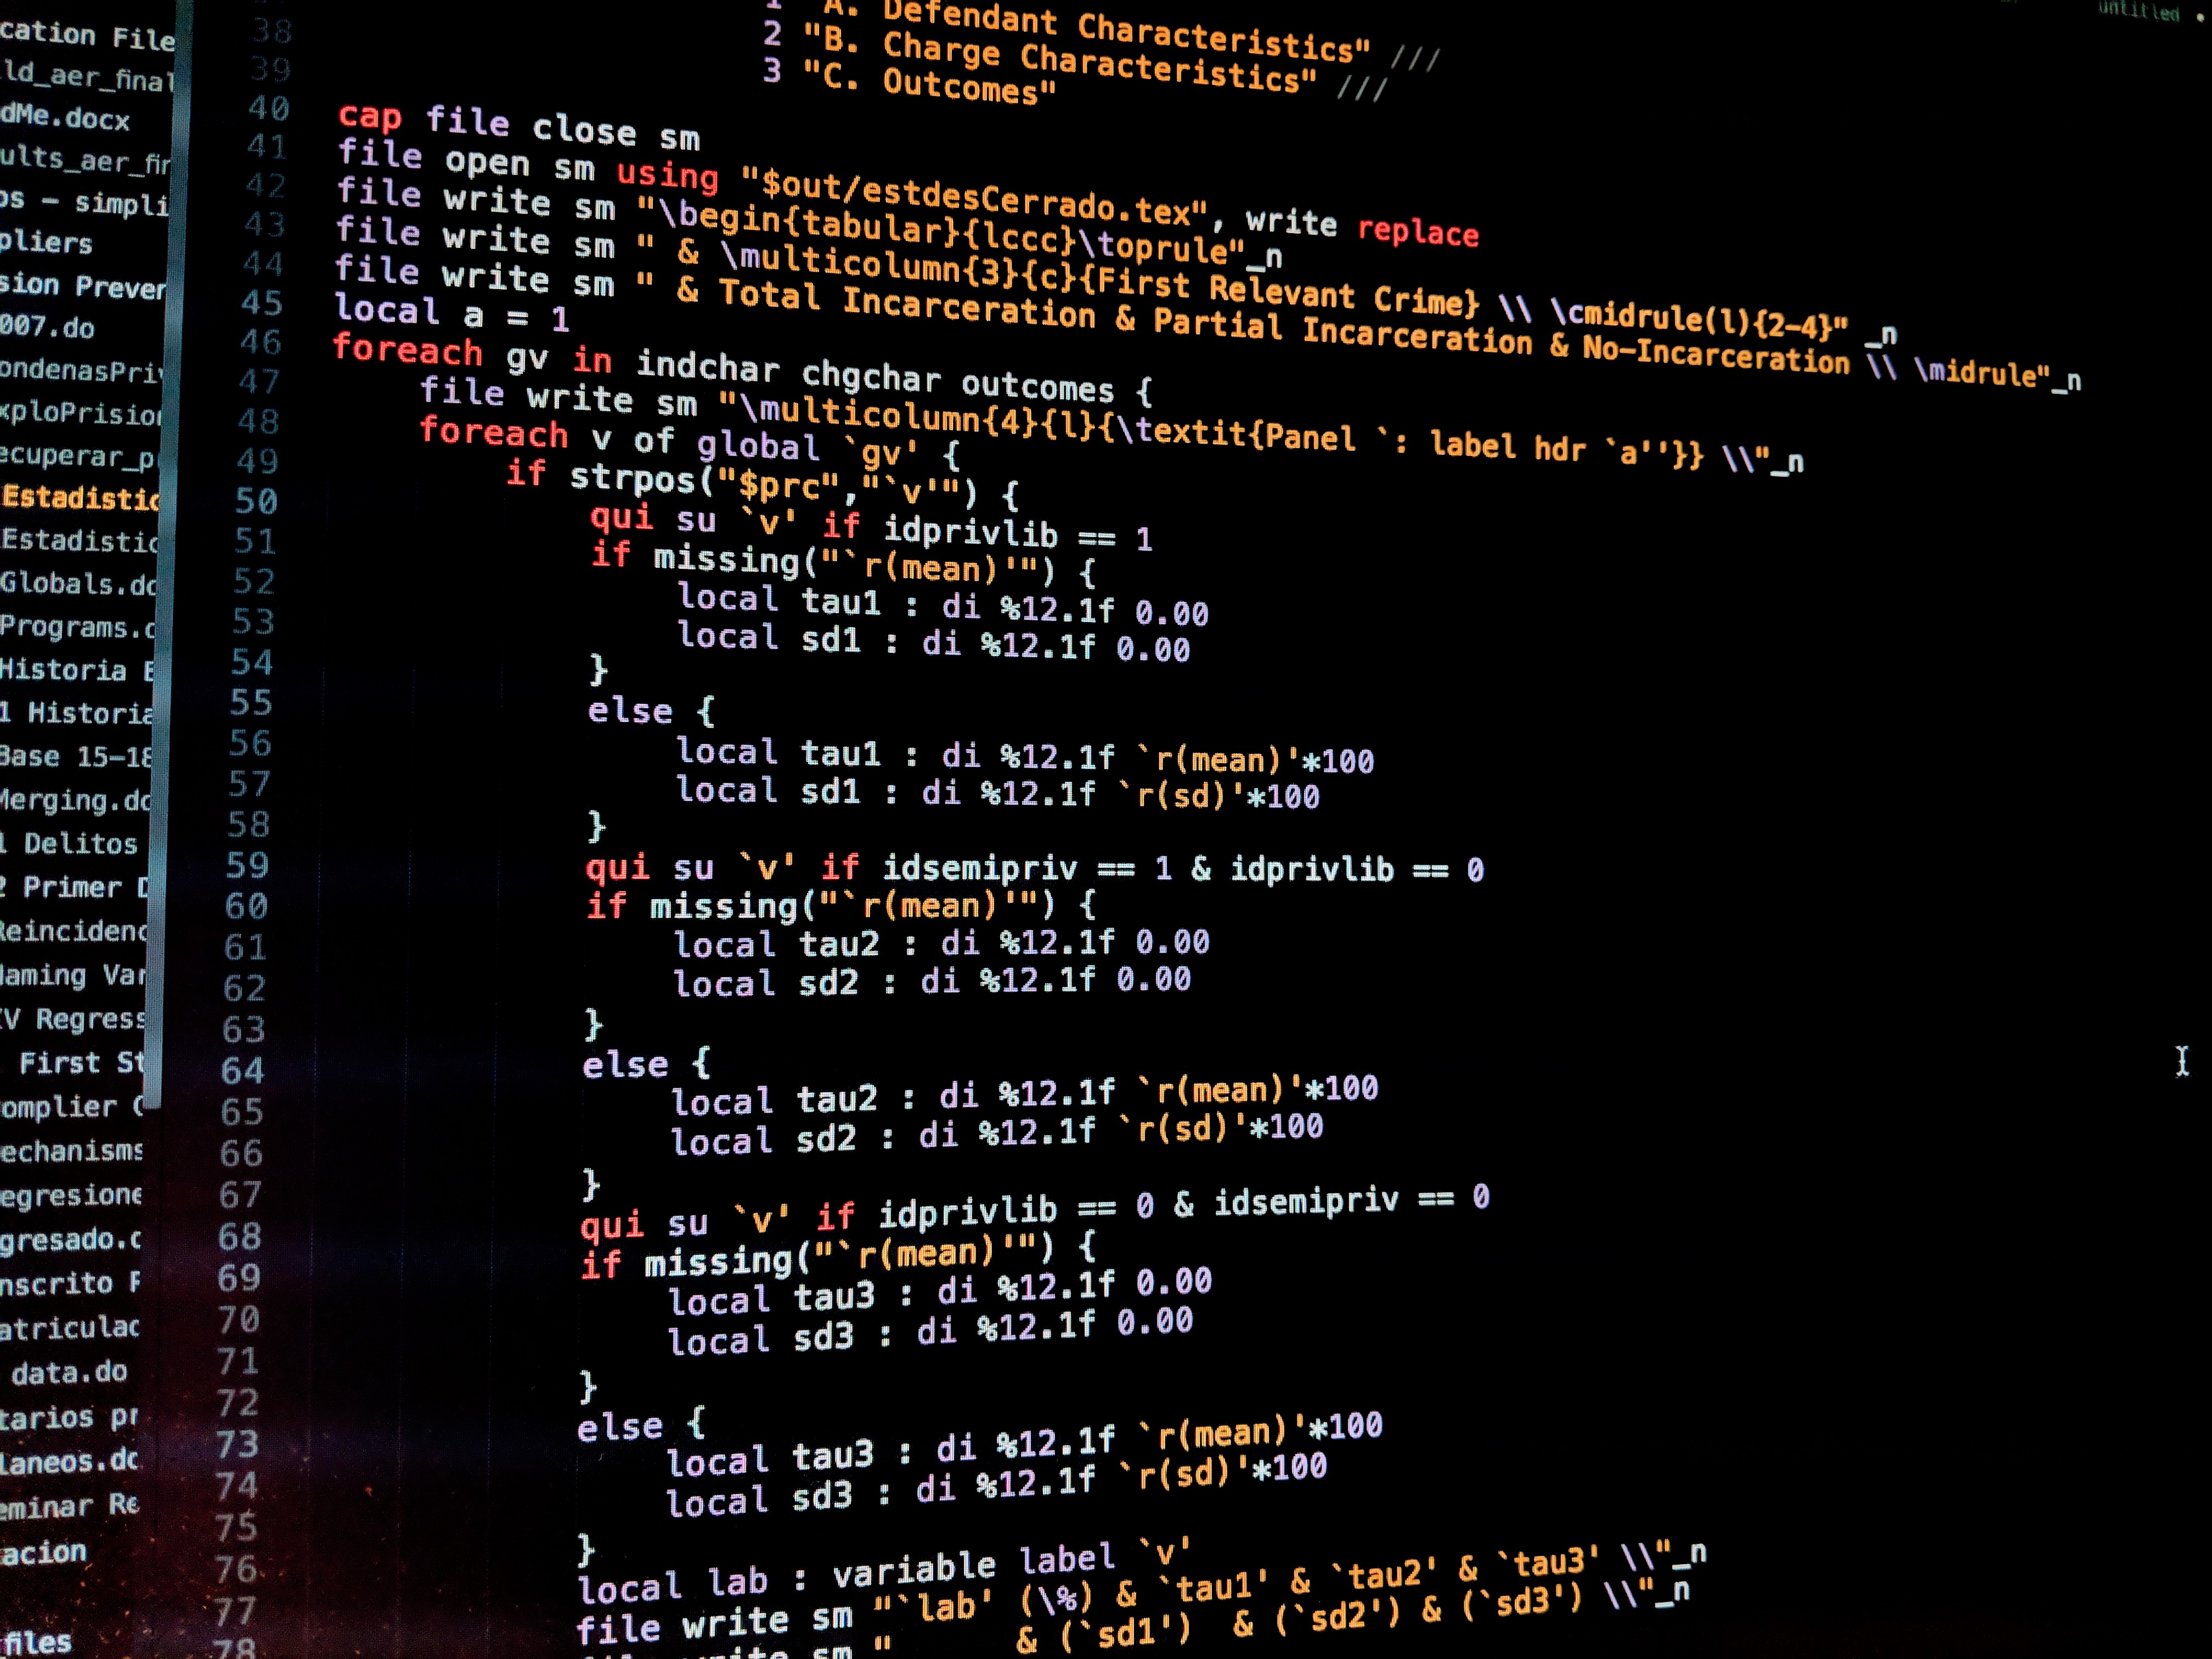 untitled
cation File
ld_aer_final
dMe.docx
ults_aer_fir
os – simpli
pliers
sion Prever
007.do
ondenasPriv
xploPrision
ecuperar_p
Estadistic
Estadistic
Globals.do
Programs.d
Historia E
1 Historia
Base 15–18
Merging.do
l Delitos
2 Primer D
Reincidenc
Naming Var
IV Regress
First St
omplier C
echanisms
egresione
gresado.c
nscrito F
atriculac
data.do
tarios pr
laneos.dc
eminar Re
acion
files
1 "A. Defendant Characteristics" ///
38 2 "B. Charge Characteristics" ///
39 3 "C. Outcomes"
40 cap file close sm
41 file open sm using "$out/estdesCerrado.tex", write replace
42 file write sm "\begin{tabular}{lccc}\toprule"_n
43 file write sm " & \multicolumn{3}{c}{First Relevant Crime} \\ \cmidrule(l){2-4}" _n
44 file write sm " & Total Incarceration & Partial Incarceration & No-Incarceration \\ \midrule"_n
45 local a = 1
46 foreach gv in indchar chgchar outcomes {
47 file write sm "\multicolumn{4}{l}{\textit{Panel `: label hdr `a''}} \\"_n
48 foreach v of global `gv' {
49 if strpos("$prc","`v'") {
50 qui su `v' if idprivlib == 1
51 if missing("`r(mean)'") {
52 local tau1 : di %12.1f 0.00
53 local sd1 : di %12.1f 0.00
54 }
55 else {
56 local tau1 : di %12.1f `r(mean)'*100
57 local sd1 : di %12.1f `r(sd)'*100
58 }
59 qui su `v' if idsemipriv == 1 & idprivlib == 0
60 if missing("`r(mean)'") {
61 local tau2 : di %12.1f 0.00
62 local sd2 : di %12.1f 0.00
63 }
64 else {
65 local tau2 : di %12.1f `r(mean)'*100
66 local sd2 : di %12.1f `r(sd)'*100
67 }
68 qui su `v' if idprivlib == 0 & idsemipriv == 0
69 if missing("`r(mean)'") {
70 local tau3 : di %12.1f 0.00
71 local sd3 : di %12.1f 0.00
72 }
73 else {
74 local tau3 : di %12.1f `r(mean)'*100
75 local sd3 : di %12.1f `r(sd)'*100
76 }
77 local lab : variable label `v'
78 file write sm "`lab' (\%) & `tau1' & `tau2' & `tau3' \\"_n
file write sm " & (`sd1') & (`sd2') & (`sd3') \\"_n